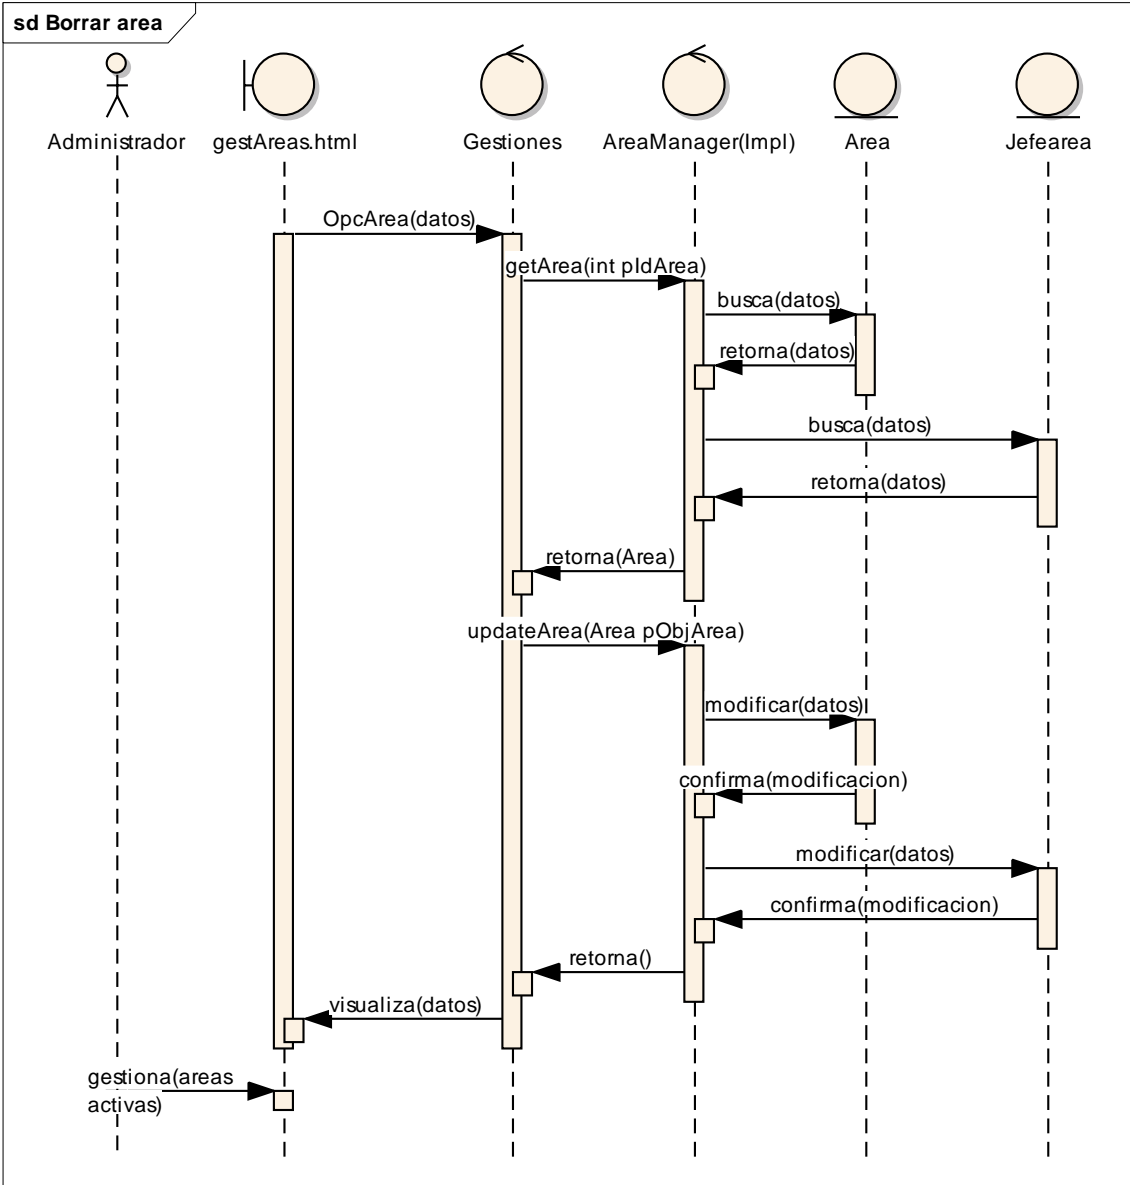 sd Borrar area
Administrador
gestAreas.html
Gestiones
AreaManager(Impl)
Area
Jefearea
OpcArea(datos)
getArea(int pIdArea)
busca(datos)
retorna(datos)
busca(datos)
retorna(datos)
retorna(Area)
updateArea(Area pObjArea)
modificar(datos)
confirma(modificacion)
modificar(datos)
confirma(modificacion)
retorna()
visualiza(datos)
gestiona(areas
activas)